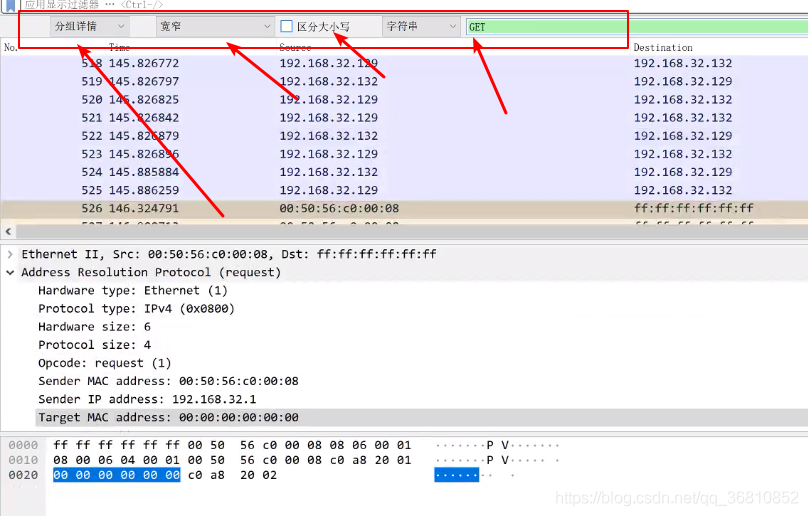 应用显示过滤器 … <Ctrl-/>
分组详情 宽窄 区分大小写 字符串 GET
No. Time Source Destination
518 145.826772 192.168.32.129 192.168.32.132
519 145.826797 192.168.32.132 192.168.32.129
520 145.826825 192.168.32.129 192.168.32.132
521 145.826842 192.168.32.129 192.168.32.132
522 145.826879 192.168.32.132 192.168.32.129
523 145.826896 192.168.32.129 192.168.32.132
524 145.885884 192.168.32.132 192.168.32.129
525 145.886259 192.168.32.129 192.168.32.132
526 146.324791 00:50:56:c0:00:08 ff:ff:ff:ff:ff:ff
Ethernet II, Src: 00:50:56:c0:00:08, Dst: ff:ff:ff:ff:ff:ff
Address Resolution Protocol (request)
Hardware type: Ethernet (1)
Protocol type: IPv4 (0x0800)
Hardware size: 6
Protocol size: 4
Opcode: request (1)
Sender MAC address: 00:50:56:c0:00:08
Sender IP address: 192.168.32.1
Target MAC address: 00:00:00:00:00:00
0000 ff ff ff ff ff ff 00 50 56 c0 00 08 08 06 00 01 ·······P V·······
0010 08 00 06 04 00 01 00 50 56 c0 00 08 c0 a8 20 01 ·······P V····· ·
0020 00 00 00 00 00 00 c0 a8 20 02 ········ ·
https://blog.csdn.net/qq_36810852